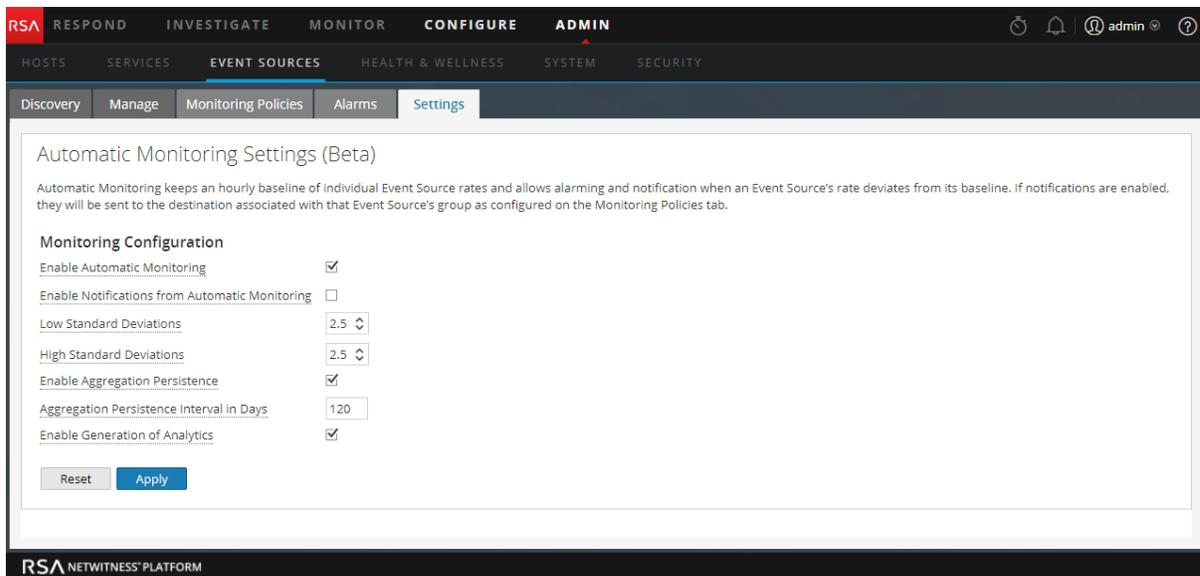 RSA RESPOND INVESTIGATE MONITOR CONFIGURE ADMIN admin ?
HOSTS SERVICES EVENT SOURCES HEALTH & WELLNESS SYSTEM SECURITY
Discovery Manage Monitoring Policies Alarms Settings
Automatic Monitoring Settings (Beta)
Automatic Monitoring keeps an hourly baseline of individual Event Source rates and allows alarming and notification when an Event Source's rate deviates from its baseline. If notifications are enabled,
they will be sent to the destination associated with that Event Source's group as configured on the Monitoring Policies tab.
Monitoring Configuration
Enable Automatic Monitoring
Enable Notifications from Automatic Monitoring
Low Standard Deviations 2.5
High Standard Deviations 2.5
Enable Aggregation Persistence
Aggregation Persistence Interval in Days 120
Enable Generation of Analytics
Reset Apply
RSA NETWITNESS® PLATFORM